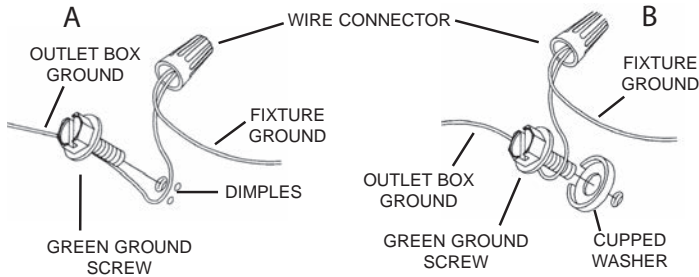 A
WIRE CONNECTOR
B
OUTLET BOX
GROUND
FIXTURE
GROUND
DIMPLES
GREEN GROUND
SCREW
FIXTURE
GROUND
OUTLET BOX
GROUND
GREEN GROUND
SCREW
CUPPED
WASHER